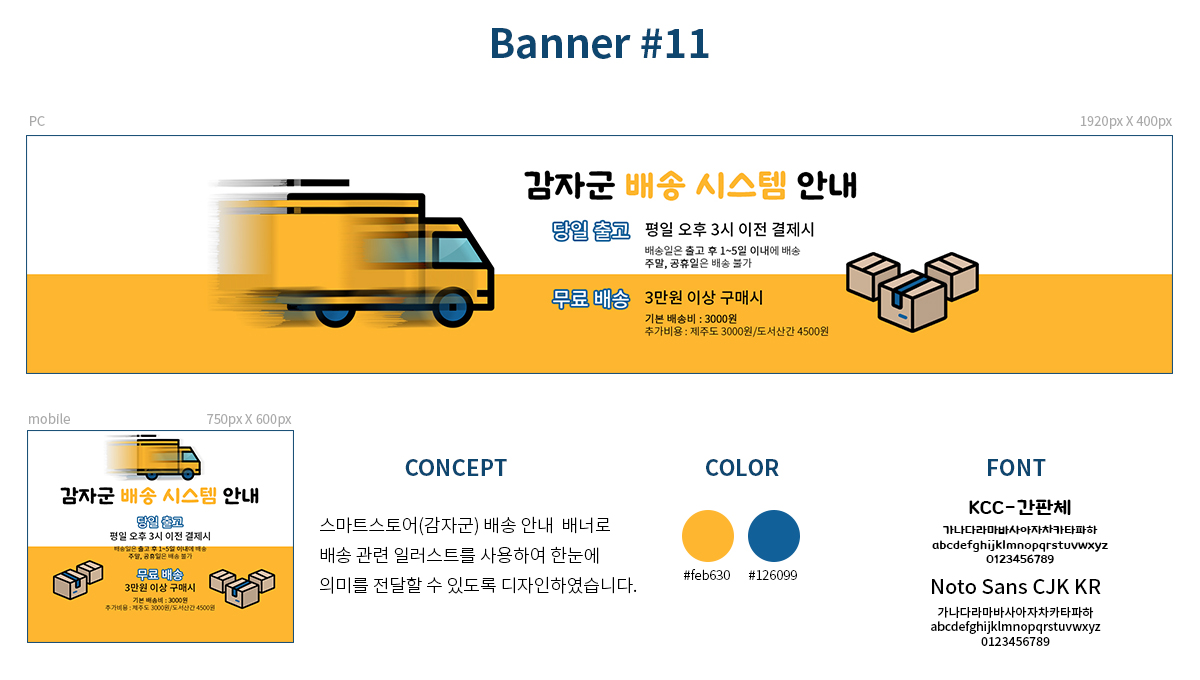 Banner #11
PC
1920px X 400px
감자군 배송 시스템 안내
당일 출고
평일 오후 3시 이전 결제시
배송일은 출고 후 1~5일 이내에 배송
주말, 공휴일은 배송 불가
무료 배송
3만원 이상 구매시
기본 배송비 : 3000원
추가비용 : 제주도 3000원/도서산간 4500원
mobile
750px X 600px
감자군 배송 시스템 안내
당일 출고
평일 오후 3시 이전 결제시
배송일은 출고 후 1~5일 이내에 배송
주말, 공휴일은 배송 불가
무료 배송
3만원 이상 구매시
기본 배송비 : 3000원
추가비용 : 제주도 3000원/도서산간 4500원
CONCEPT
스마트스토어(감자군) 배송 안내 배너로
배송 관련 일러스트를 사용하여 한눈에
의미를 전달할 수 있도록 디자인하였습니다.
COLOR
#feb630
#126099
FONT
KCC-간판체
가나다라마바사아자차카타파하
abcdefghijklmnopqrstuvwxyz
0123456789
Noto Sans CJK KR
가나다라마바사아자차카타파하
abcdefghijklmnopqrstuvwxyz
0123456789